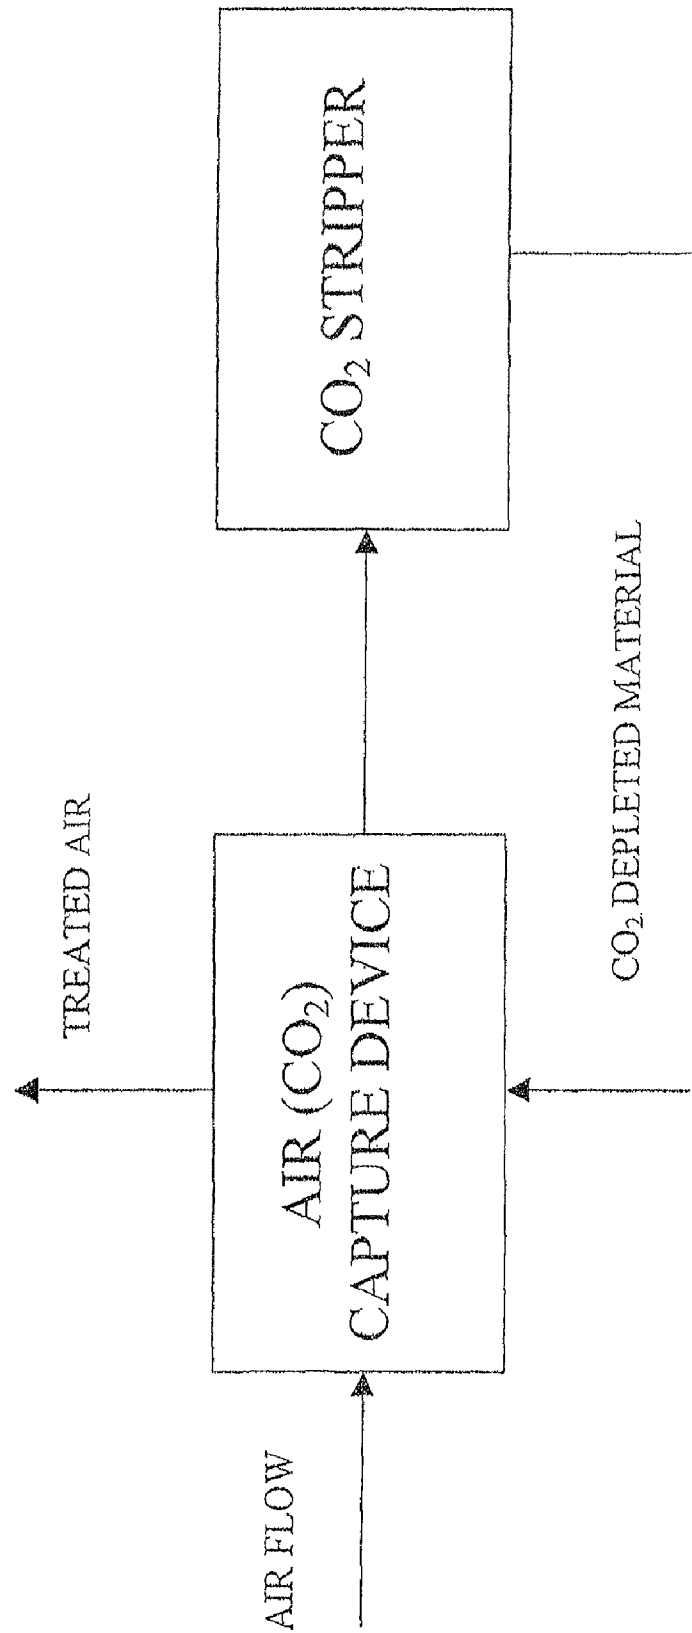 TREATED AIR
AIR FLOW
AIR (CO₂)
CAPTURE DEVICE
CO₂ STRIPPER
CO₂ DEPLETED MATERIAL